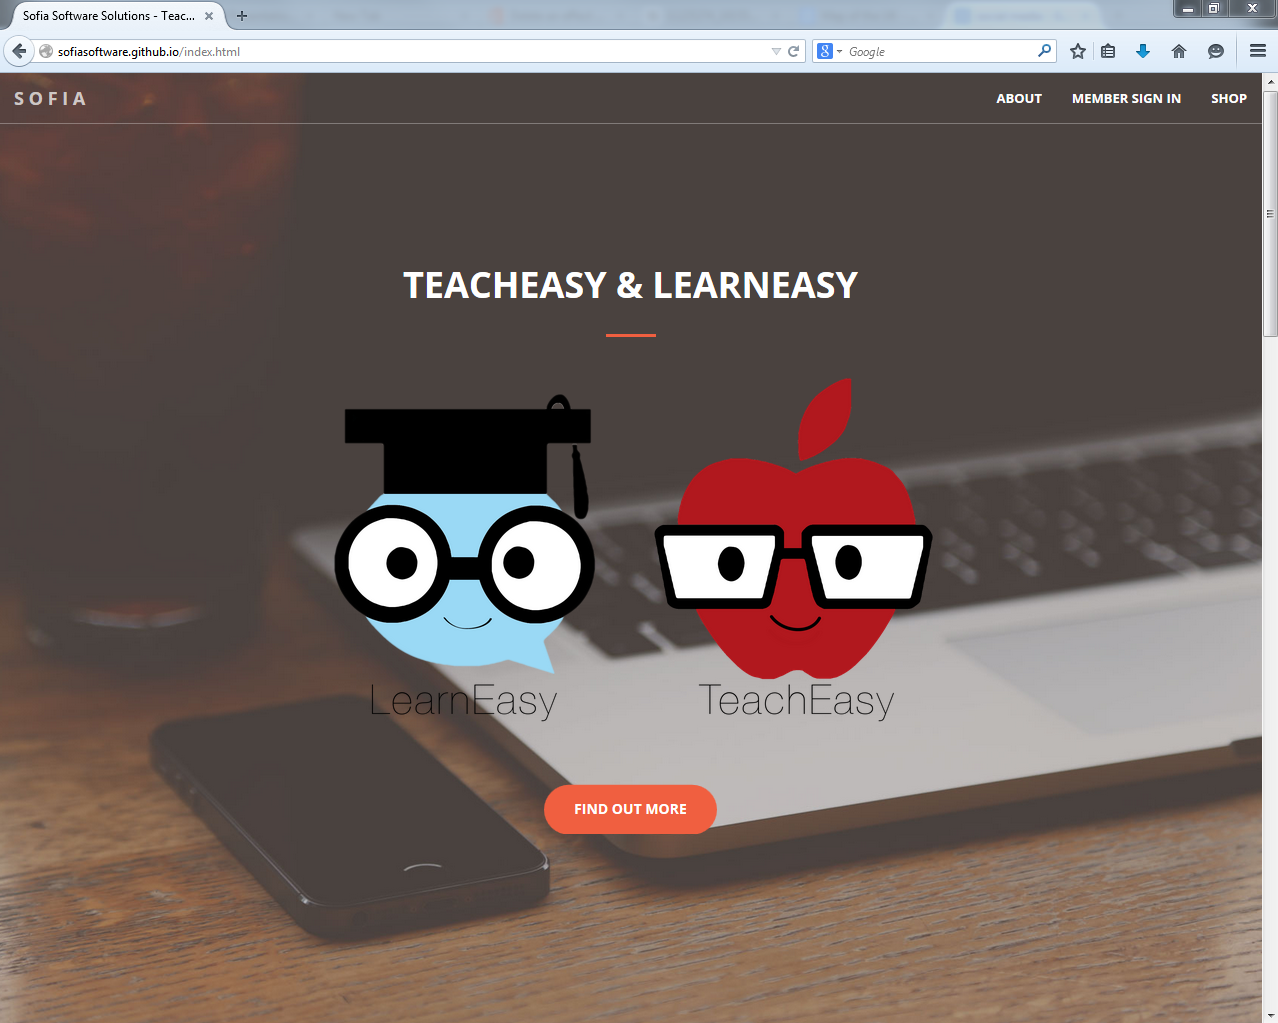 Sofia Software Solutions - Teac...
sofiasoftware.github.io/index.html
Google
SOFIA
ABOUT
MEMBER SIGN IN
SHOP
TEACHEASY & LEARNEASY
LearnEasy
TeachEasy
FIND OUT MORE